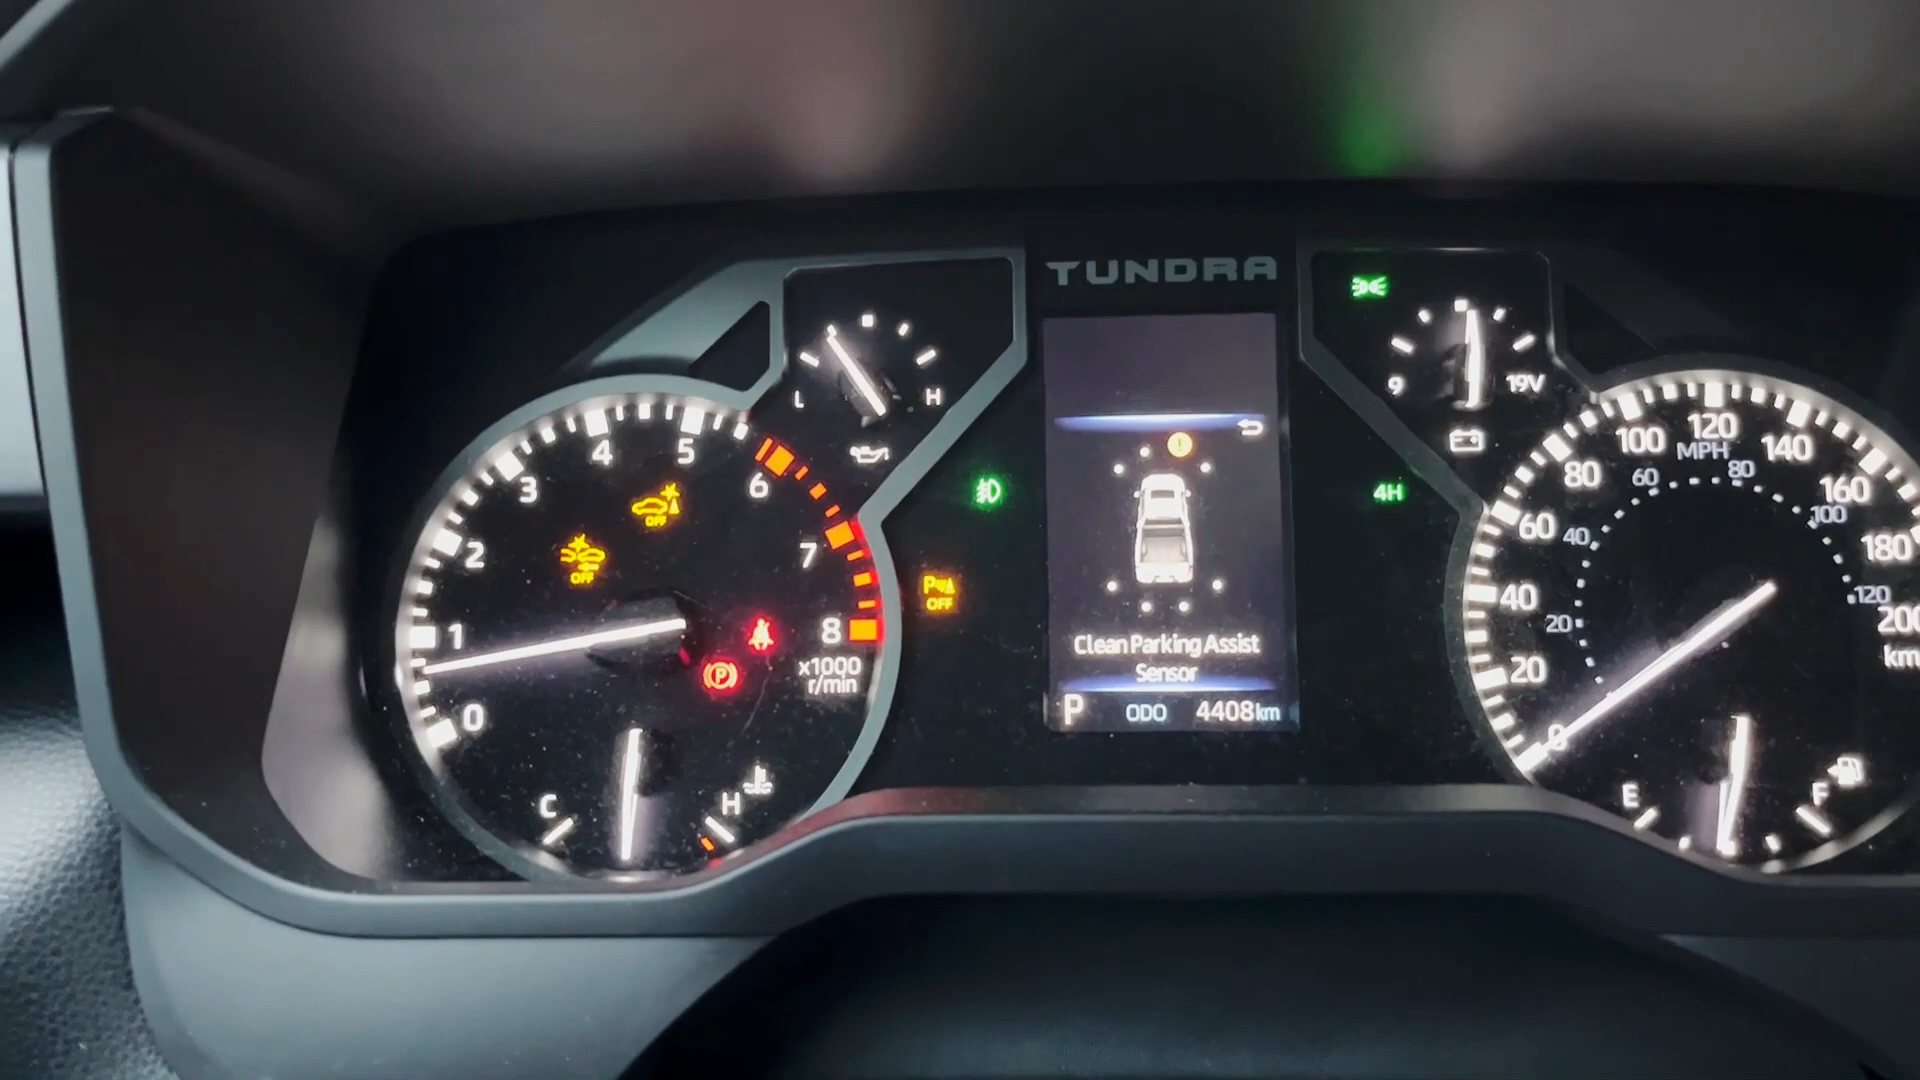 TUNDRA
L
H
9
19V
0
1
2
3
4
5
6
7
8
x1000
r/min
OFF
OFF
P
C
H
P
OFF
Clean Parking Assist
Sensor
P ODO 4408km
4H
0
20
40
60
80
100
120
140
160
180
200
km
MPH
20
40
60
80
100
120
E
F